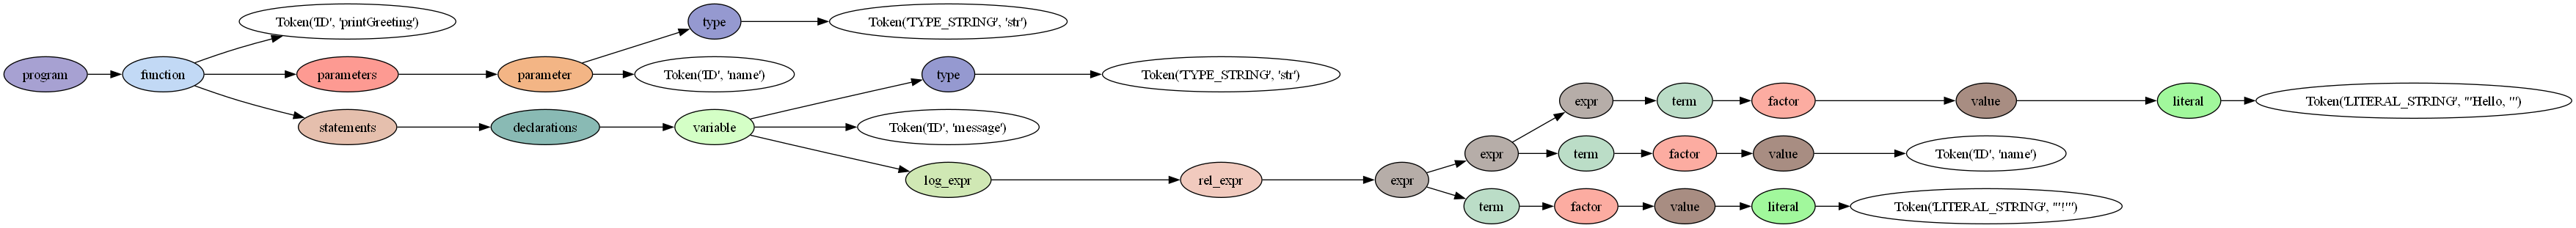 Token('ID', 'printGreeting')
type
Token('TYPE_STRING', 'str')
program
function
parameters
parameter
Token('ID', 'name')
type
Token('TYPE_STRING', 'str')
expr
term
factor
value
literal
Token('LITERAL_STRING', "'Hello, '")
statements
declarations
variable
Token('ID', 'message')
expr
term
factor
value
Token('ID', 'name')
log_expr
rel_expr
expr
term
factor
value
literal
Token('LITERAL_STRING', "'!'")